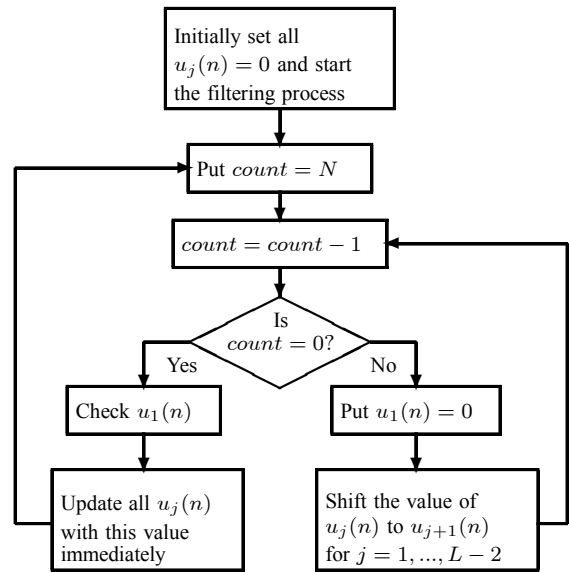 Initially set all
u_j(n) = 0 and start
the filtering process
Put count = N
count = count − 1
Is
count = 0?
Yes
No
Check u_1(n)
Put u_1(n) = 0
Update all u_j(n)
with this value
immediately
Shift the value of
u_j(n) to u_{j+1}(n)
for j = 1, ..., L − 2